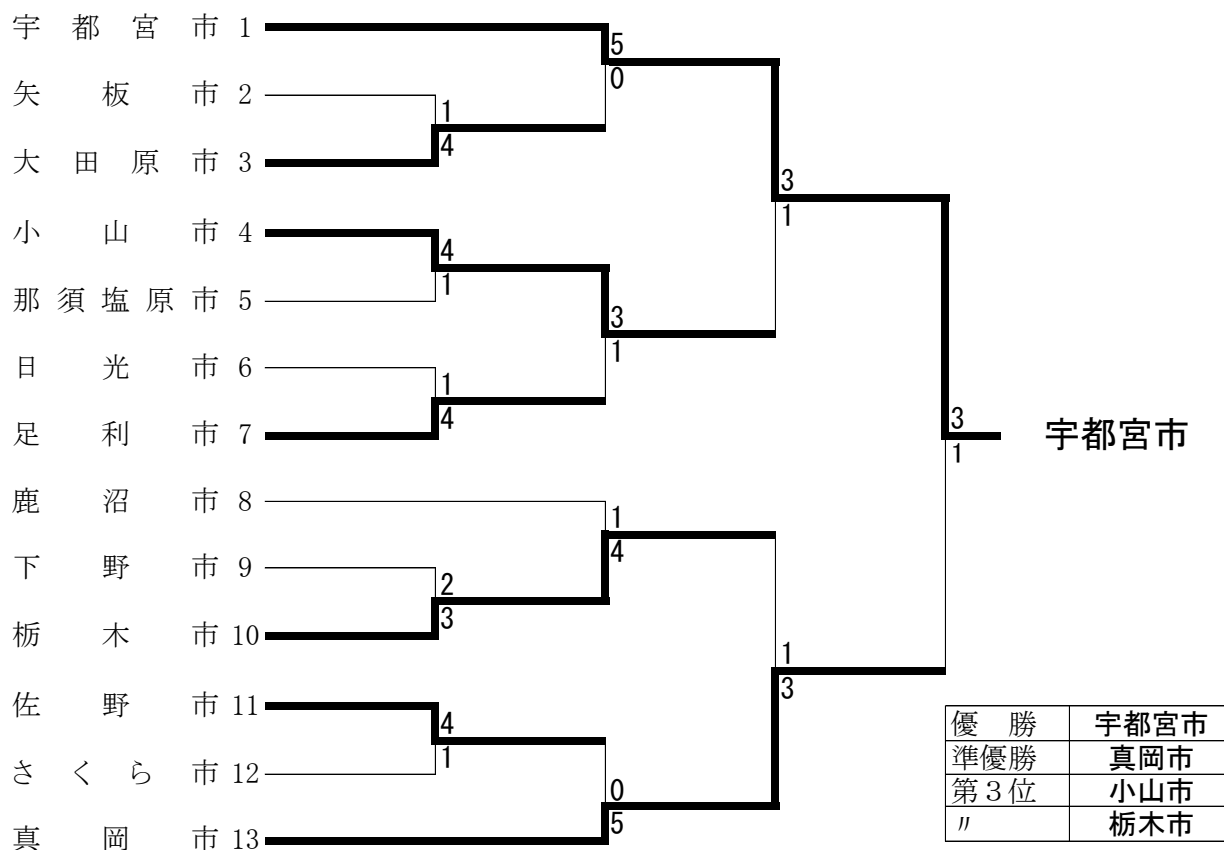 宇都宮市 1
5
0
矢板市 2
1
4
大田原市 3
3
1
小山市 4
4
1
那須塩原市 5
3
1
日光市 6
1
4
足利市 7
3
1
宇都宮市
鹿沼市 8
1
4
下野市 9
2
3
栃木市 10
1
3
佐野市 11
4
1
さくら市 12
0
5
真岡市 13
優勝 宇都宮市
準優勝 真岡市
第３位 小山市
〃 栃木市